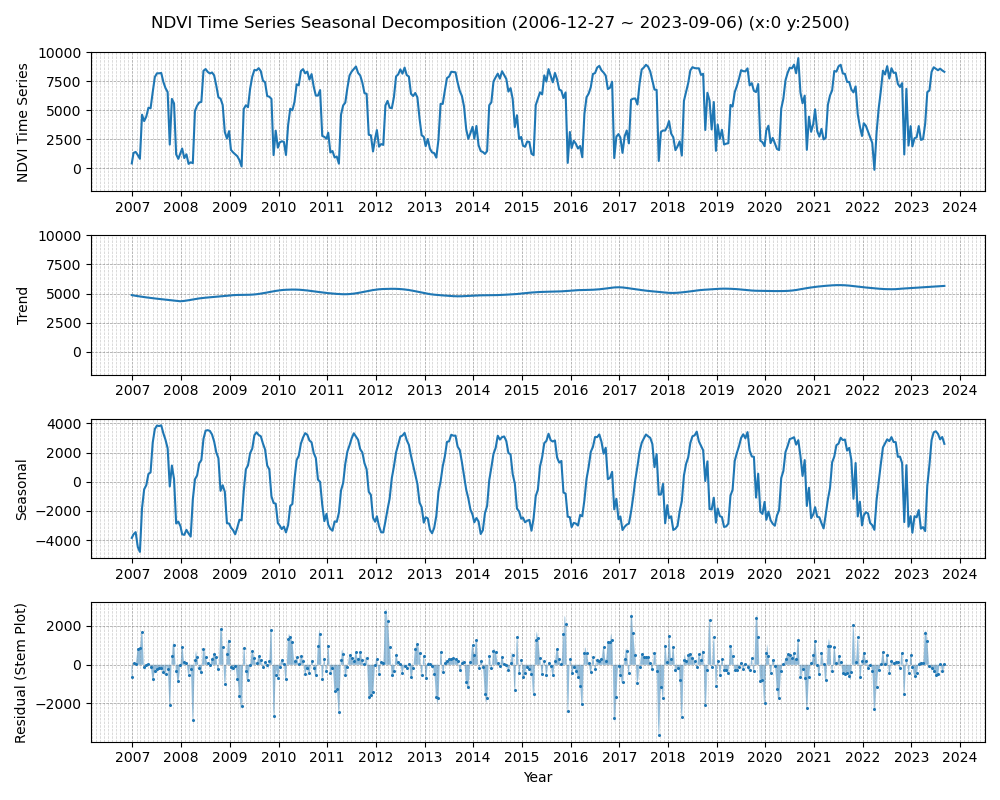 NDVI Time Series Seasonal Decomposition (2006-12-27 ~ 2023-09-06) (x:0 y:2500)
NDVI Time Series
10000
7500
5000
2500
0
2007 2008 2009 2010 2011 2012 2013 2014 2015 2016 2017 2018 2019 2020 2021 2022 2023 2024
Trend
10000
7500
5000
2500
0
2007 2008 2009 2010 2011 2012 2013 2014 2015 2016 2017 2018 2019 2020 2021 2022 2023 2024
Seasonal
4000
2000
0
−2000
−4000
2007 2008 2009 2010 2011 2012 2013 2014 2015 2016 2017 2018 2019 2020 2021 2022 2023 2024
Residual (Stem Plot)
2000
0
−2000
2007 2008 2009 2010 2011 2012 2013 2014 2015 2016 2017 2018 2019 2020 2021 2022 2023 2024
Year